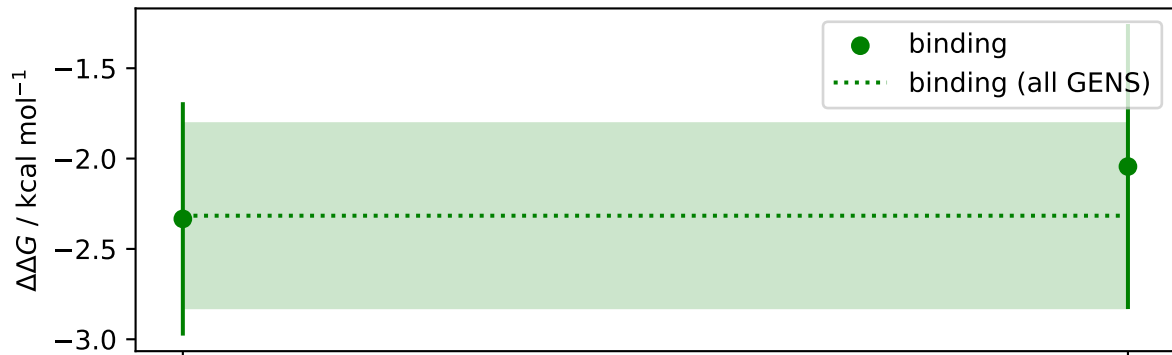 binding
binding (all GENS)
−1.5
−2.0
−2.5
−3.0
ΔΔG / kcal mol⁻¹